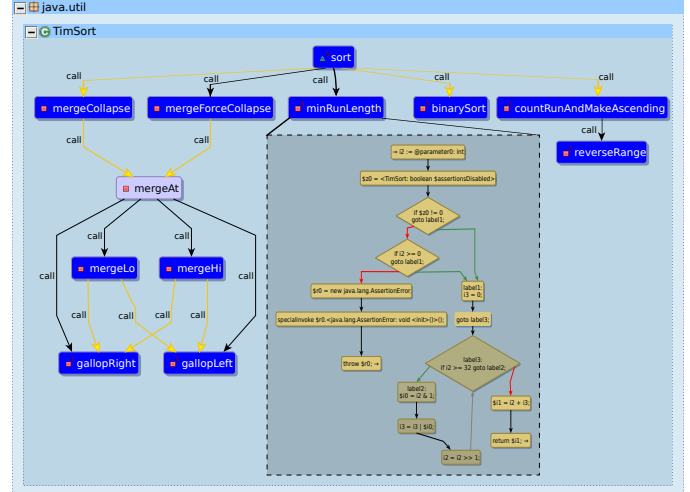 java.util
TimSort
sort
call
call
call
call
call
mergeCollapse
mergeForceCollapse
minRunLength
binarySort
countRunAndMakeAscending
call
call
call
reverseRange
mergeAt
call
call
call
call
mergeLo
mergeHi
call
call
call
call
gallopRight
gallopLeft
→ i2 := @parameter0: int
$z0 = <TimSort: boolean $assertionsDisabled>
if $z0 != 0
goto label1;
if i2 >= 0
goto label1;
$r0 = new java.lang.AssertionError;
label1:
i3 = 0;
specialinvoke $r0.<java.lang.AssertionError: void <init>()>();
goto label3;
throw $r0; →
label3:
if i2 >= 32 goto label2;
label2:
$i0 = i2 & 1;
$i1 = i2 + i3;
i3 = i3 | $i0;
return $i1; →
i2 = i2 >> 1;